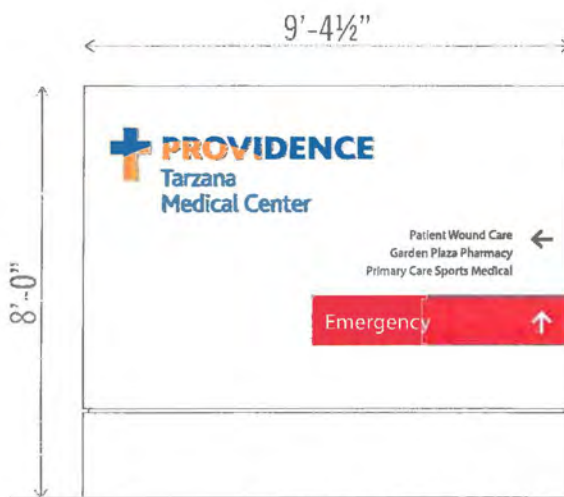 9'-4½"
8'-0"
PROVIDENCE
Tarzana
Medical Center
Patient Wound Care
Garden Plaza Pharmacy
Primary Care Sports Medical
Emergency